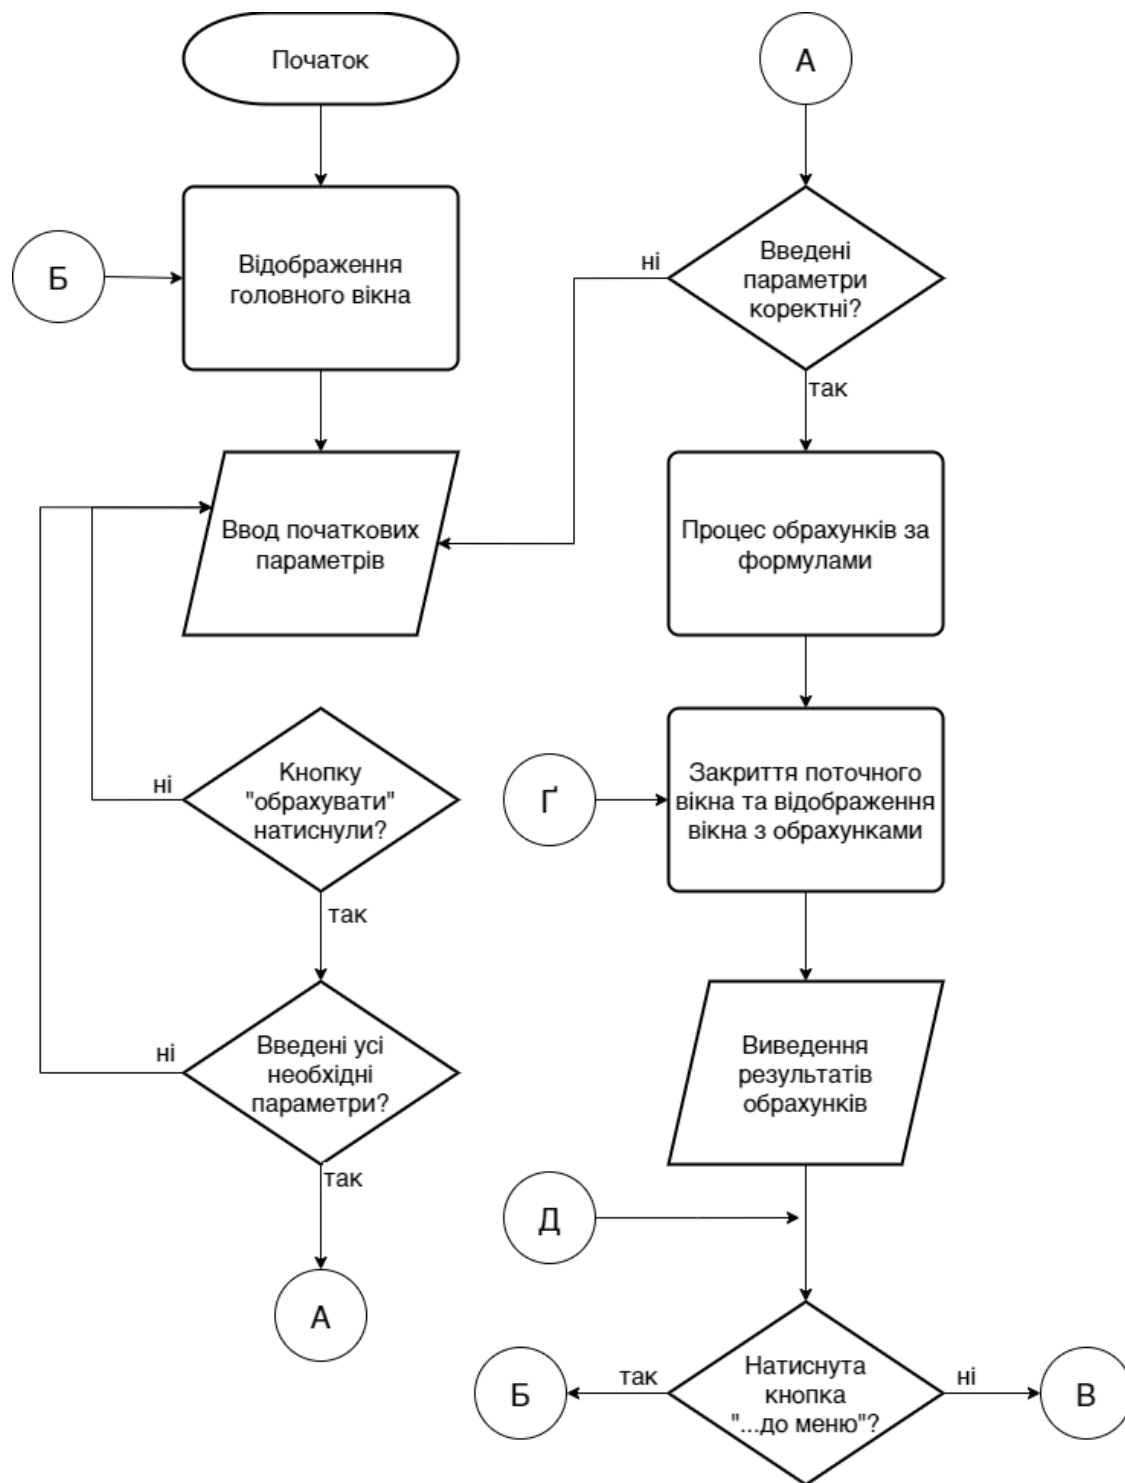 Початок
Б
Відображення
головного вікна
Ввод початкових
параметрів
ні
Кнопку
"обрахувати"
натиснули?
так
ні
Введені усі
необхідні
параметри?
так
А
А
ні
Введені
параметри
коректні?
так
Процес обрахунків за
формулами
Ґ
Закриття поточного
вікна та відображення
вікна з обрахунками
Виведення
результатів
обрахунків
Д
Б
так
Натиснута
кнопка
"...до меню"?
ні
В